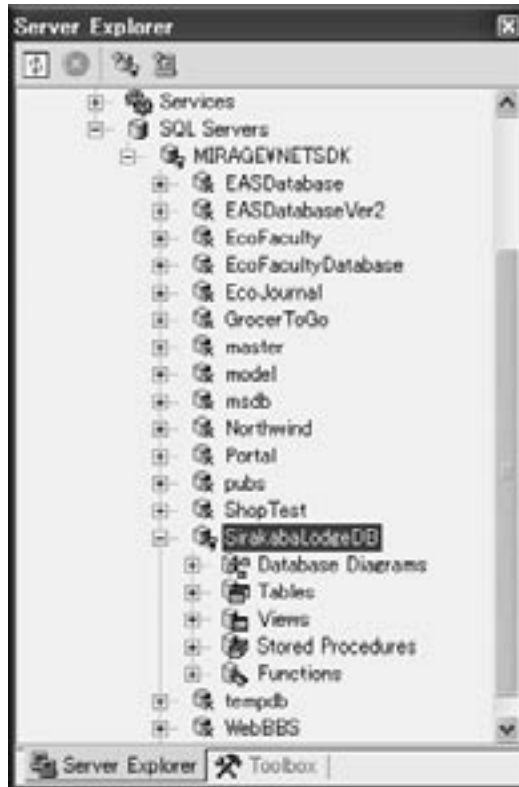 Server Explorer
Services
SQL Servers
MIRAGE¥NETSDK
EASDatabase
EASDatabaseVer2
EcoFaculty
EcoFacultyDatabase
EcoJournal
GrocerToGo
master
model
msdb
Northwind
Portal
pubs
ShopTest
SirakabaLodgeDB
Database Diagrams
Tables
Views
Stored Procedures
Functions
tempdb
WebBBS
Server Explorer Toolbox